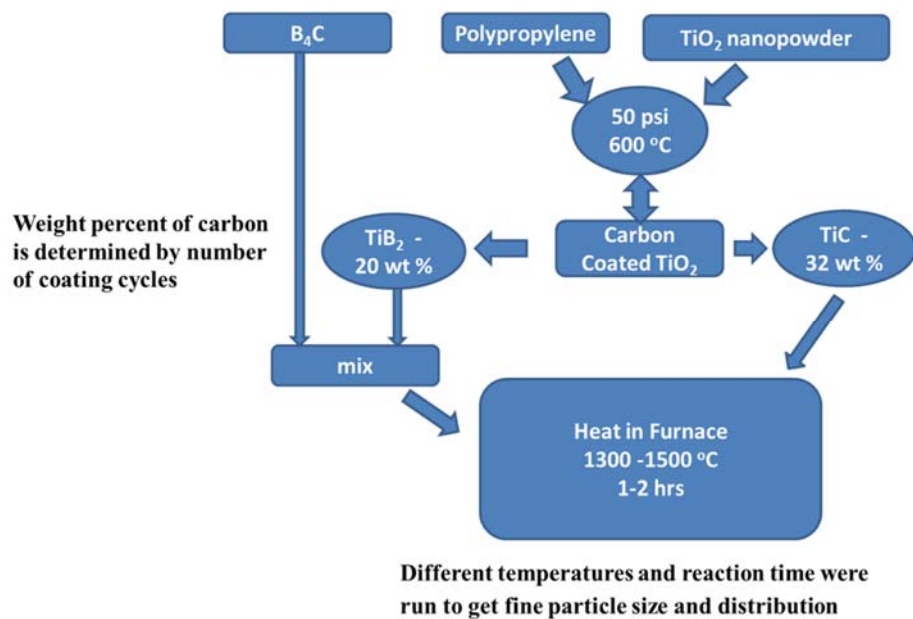 B₄C
Polypropylene
TiO₂ nanopowder
50 psi
600 °C
Weight percent of carbon
is determined by number
of coating cycles
TiB₂ -
20 wt %
Carbon
Coated TiO₂
TiC -
32 wt %
mix
Heat in Furnace
1300 -1500 °C
1-2 hrs
Different temperatures and reaction time were
run to get fine particle size and distribution